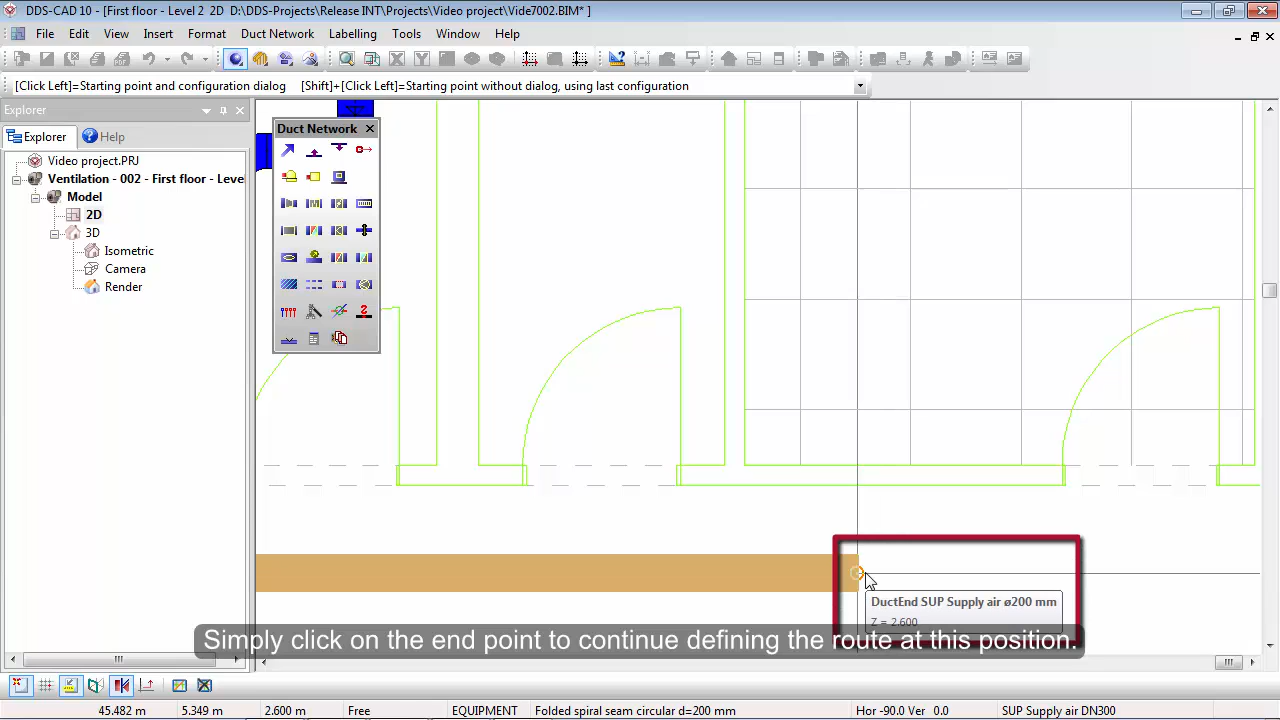 DDS-CAD 10 - [First floor - Level 2  2D  D:\DDS-Projects\Release INT\Projects\Video project\Vide7002.BIM* ]
File Edit View Insert Format Duct Network Labelling Tools Window Help
[Click Left]=Starting point and configuration dialog [Shift]+[Click Left]=Starting point without dialog, using last configuration
Explorer
Explorer Help
Duct Network
Video project.PRJ
Ventilation - 002 - First floor - Level
Model
2D
3D
Isometric
Camera
Render
DuctEnd SUP Supply air ø200 mm
Z = 2.600
Simply click on the end point to continue defining the route at this position.
45.482 m 5.349 m 2.600 m Free EQUIPMENT Folded spiral seam circular d=200 mm Hor -90.0 Ver 0.0 SUP Supply air DN300